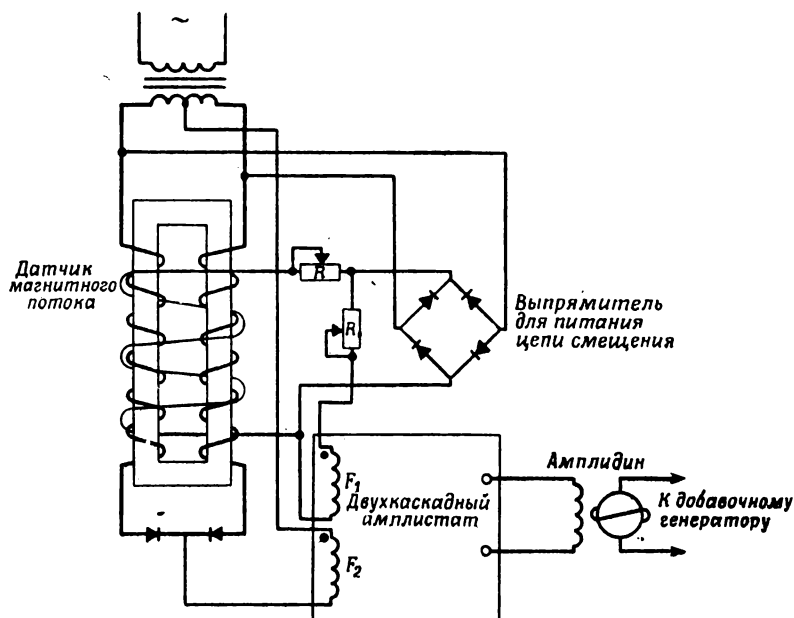 ~
Датчик
магнитного
потока
R
R
Выпрямитель
для питания
цепи смещения
F1
Двухкаскадный
амплистат
F2
Амплидин
К добавочному
генератору